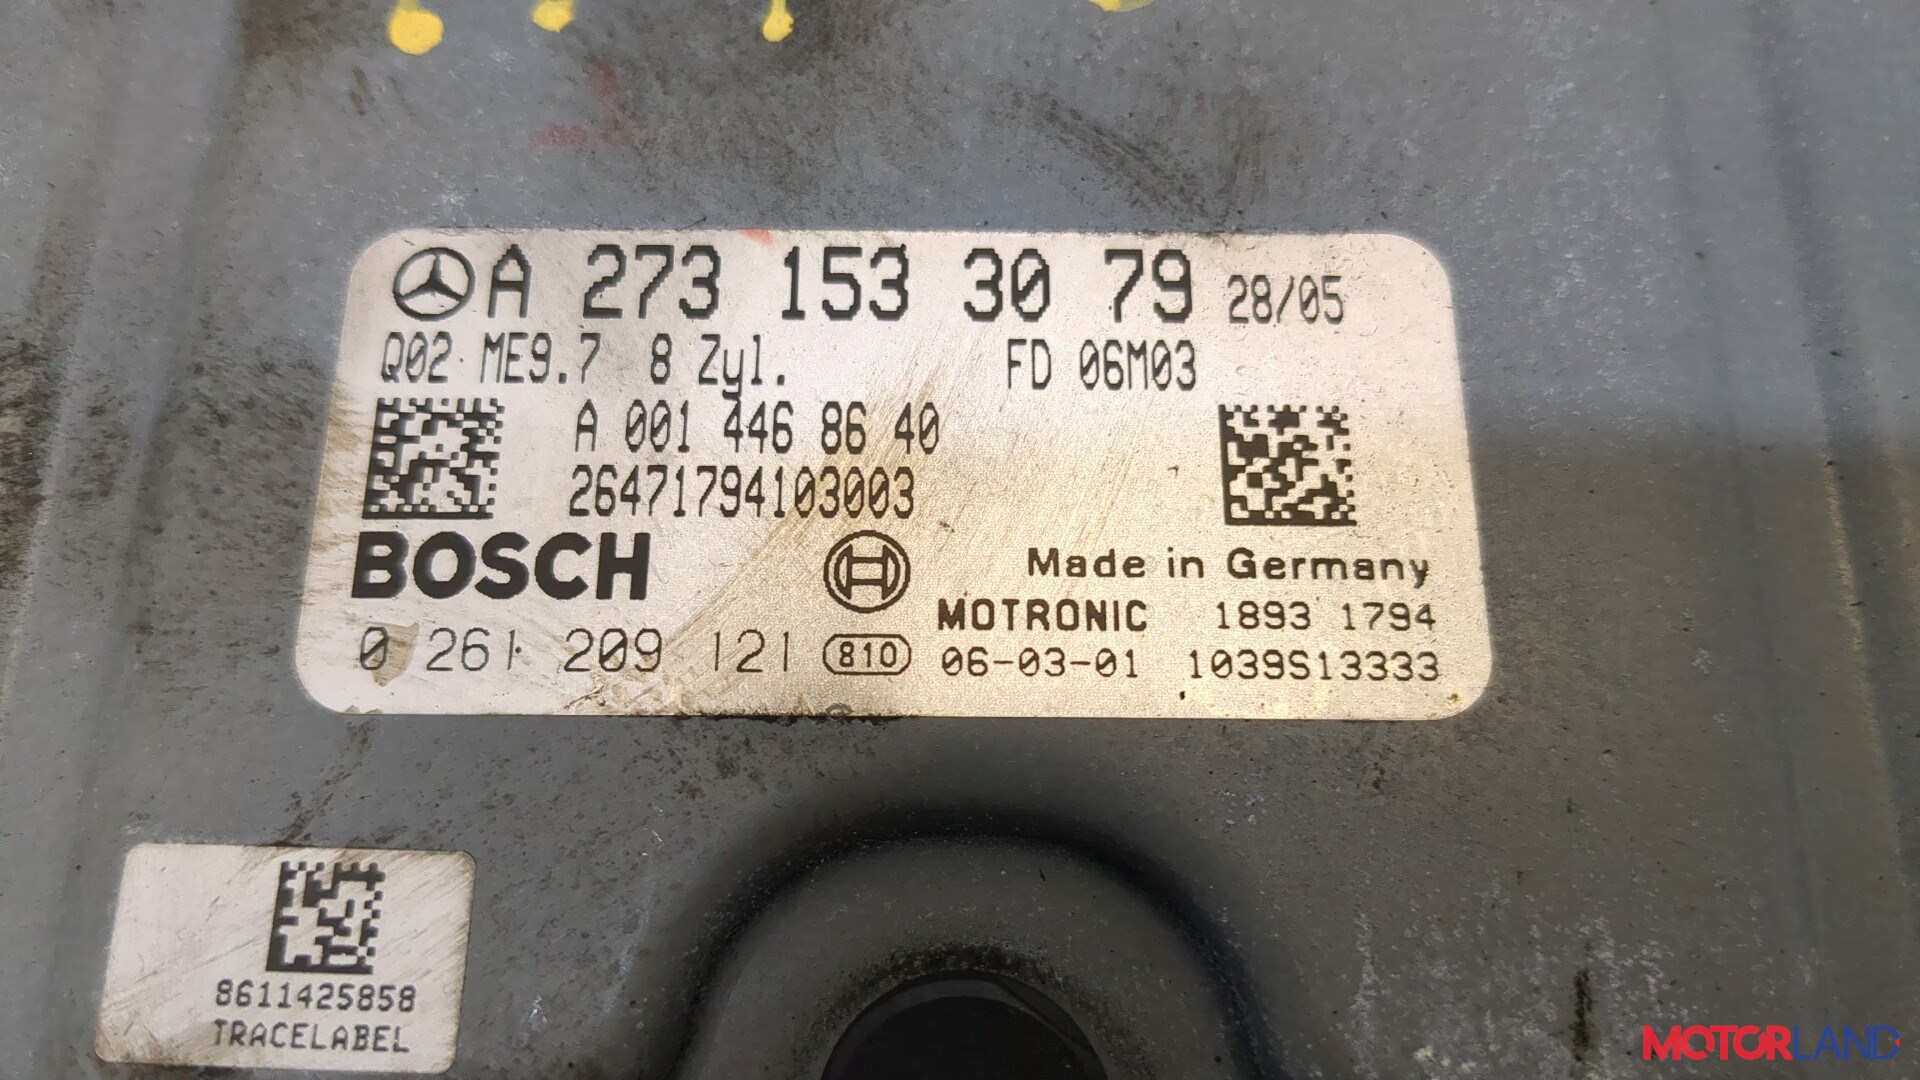 A 273 153 30 79 28/05
Q02 ME9.7 8 Zyl. FD 06M03
A 001 446 86 40
26471794103003
BOSCH
Made in Germany
MOTRONIC 1893 1794
0 261 209 121 810 06-03-01 1039S13333
8611425858
TRACELABEL
MOTORLAND